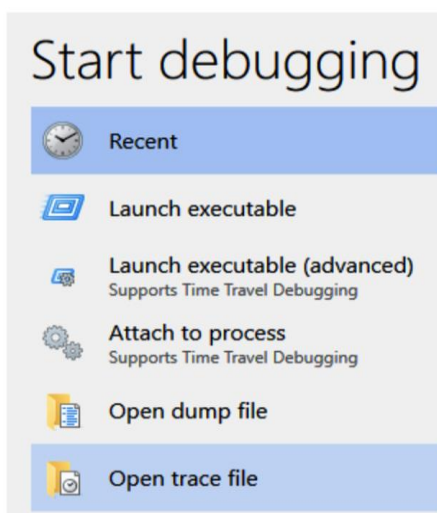 Start debugging
Recent
Launch executable
Launch executable (advanced)
Supports Time Travel Debugging
Attach to process
Supports Time Travel Debugging
Open dump file
Open trace file